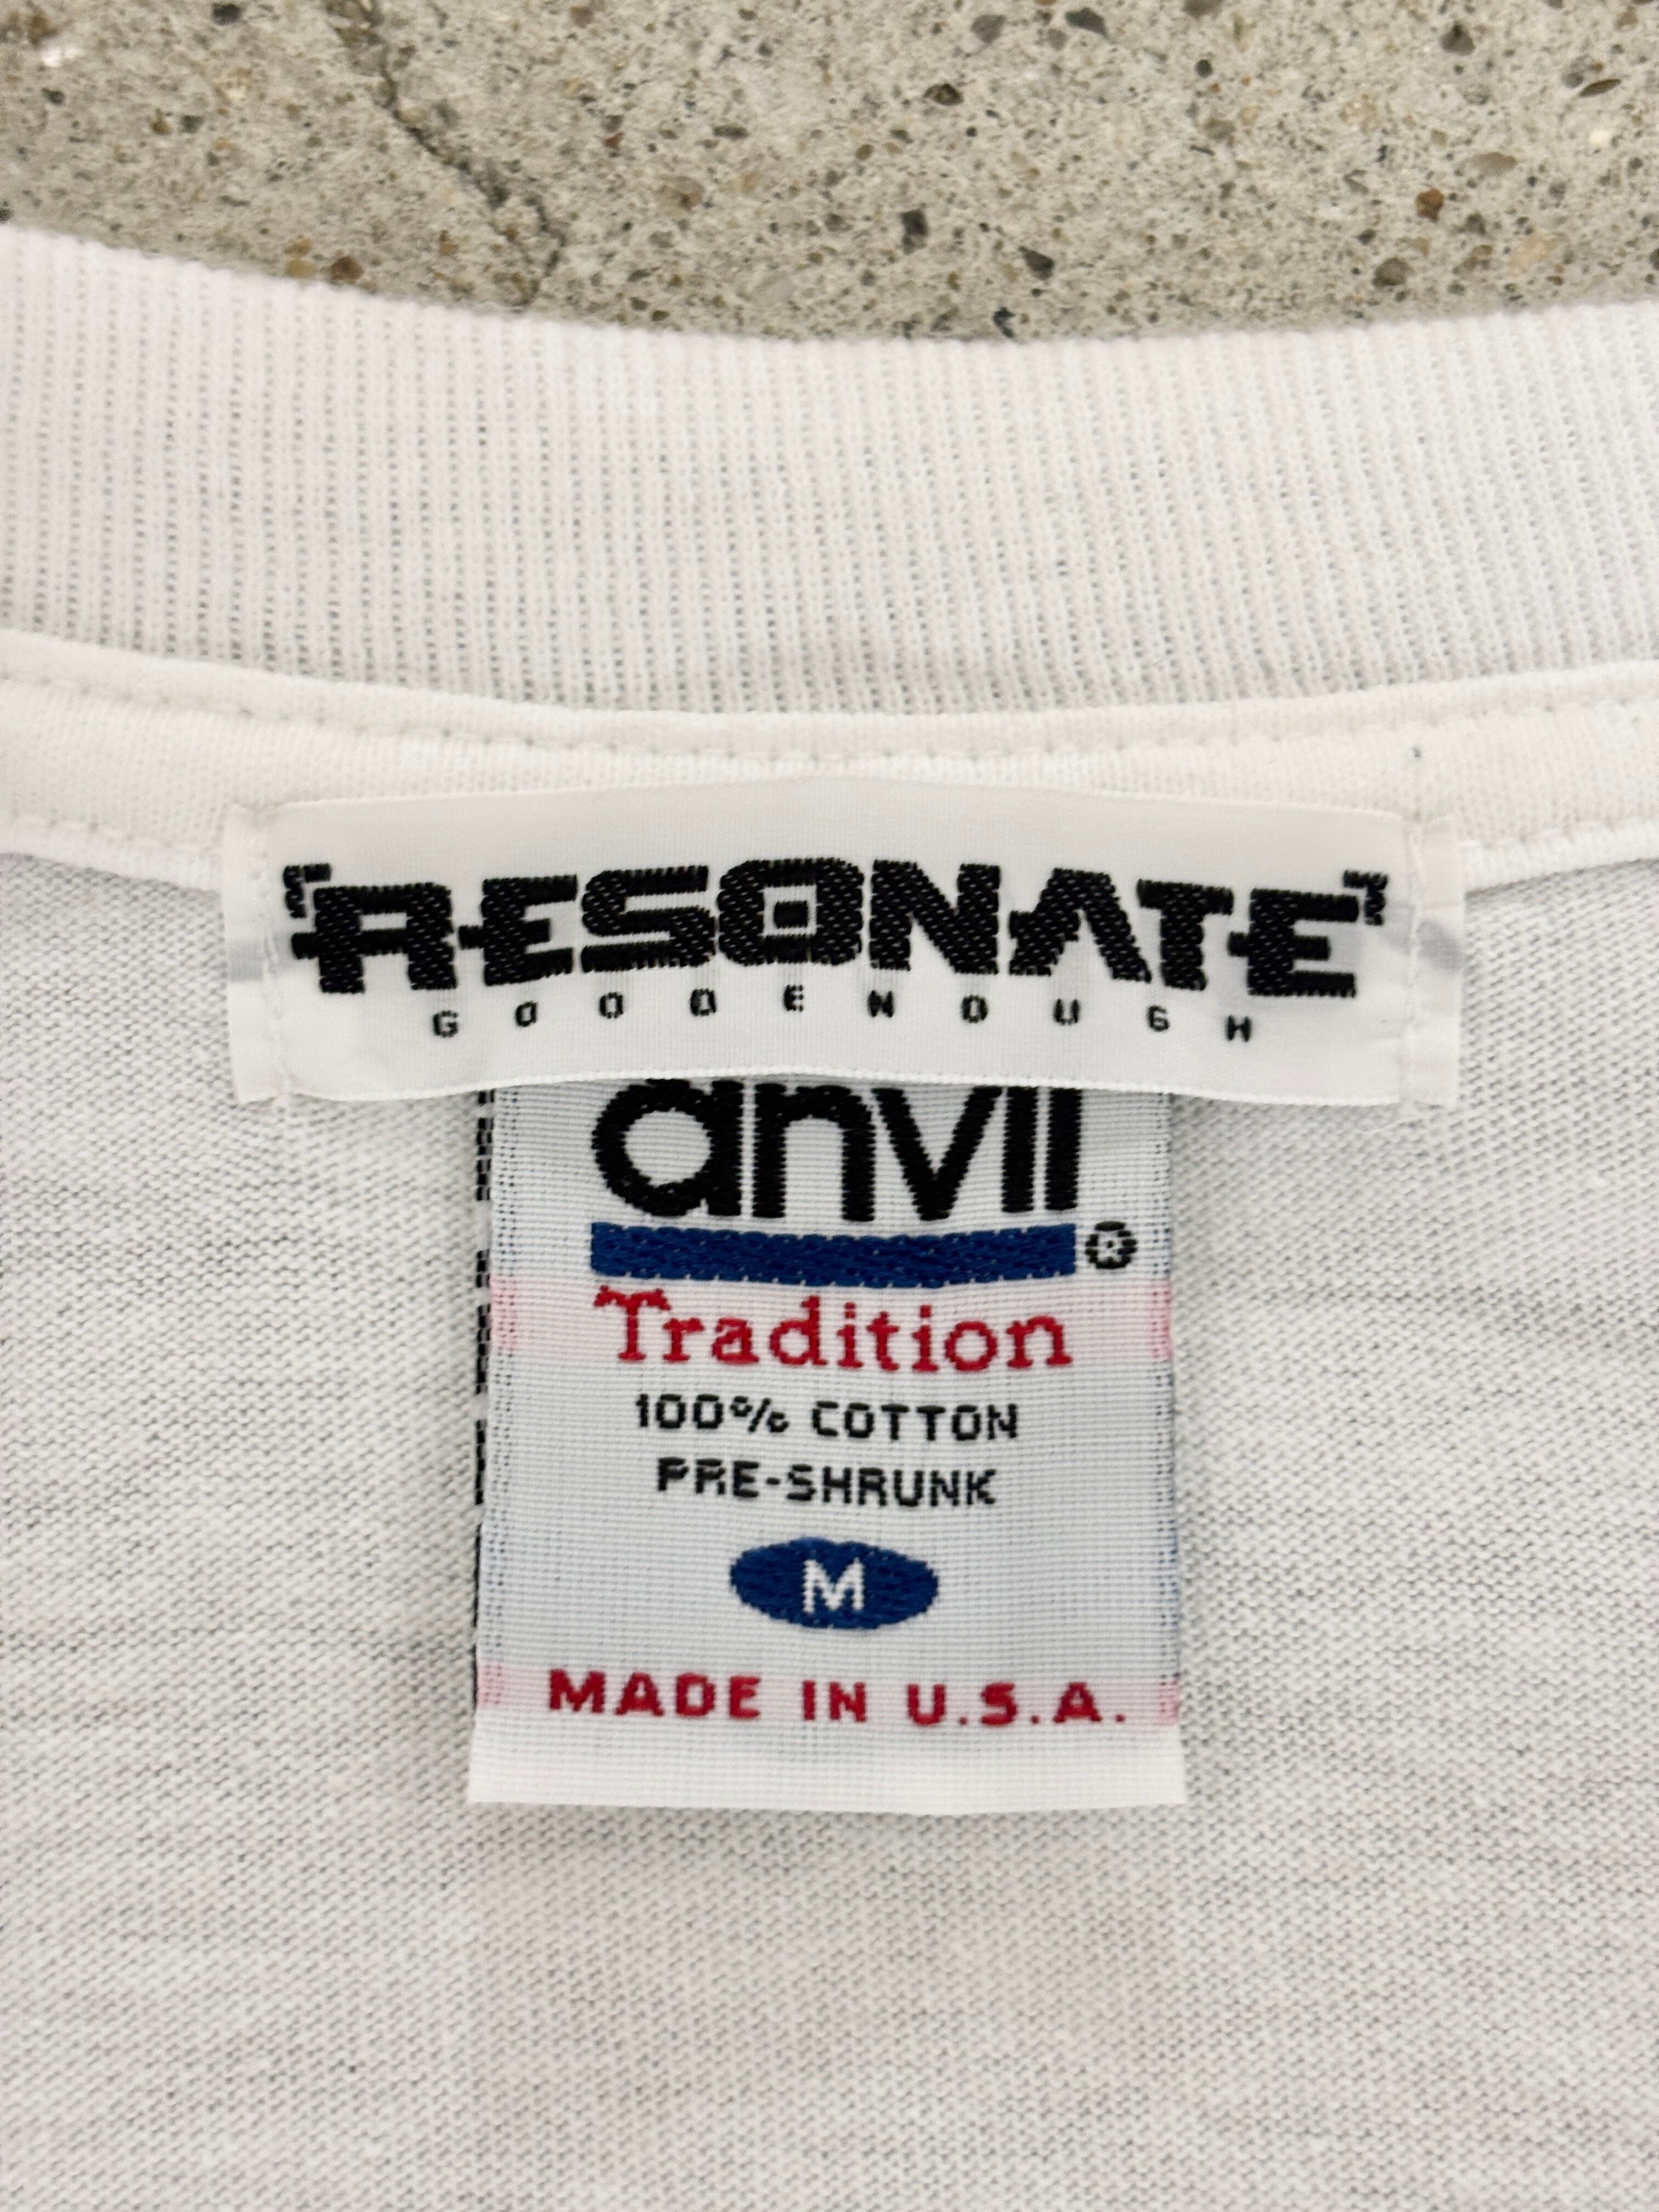 RESONATE
GOODENOUGH
anvil
®
Tradition
100% COTTON
PRE-SHRUNK
M
MADE IN U.S.A.